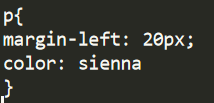 p{
margin-left: 20px;
color: sienna
}